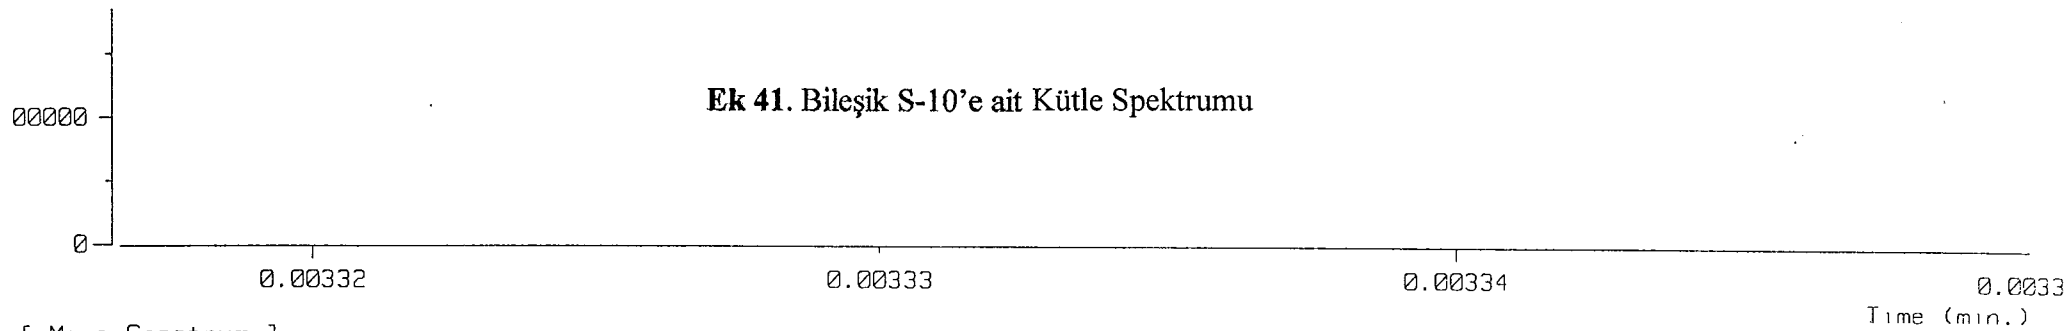 Ek 41. Bileşik S-10'e ait Kütle Spektrumu
00000
0
0.00332 0.00333 0.00334 0.0033
Time (min.)